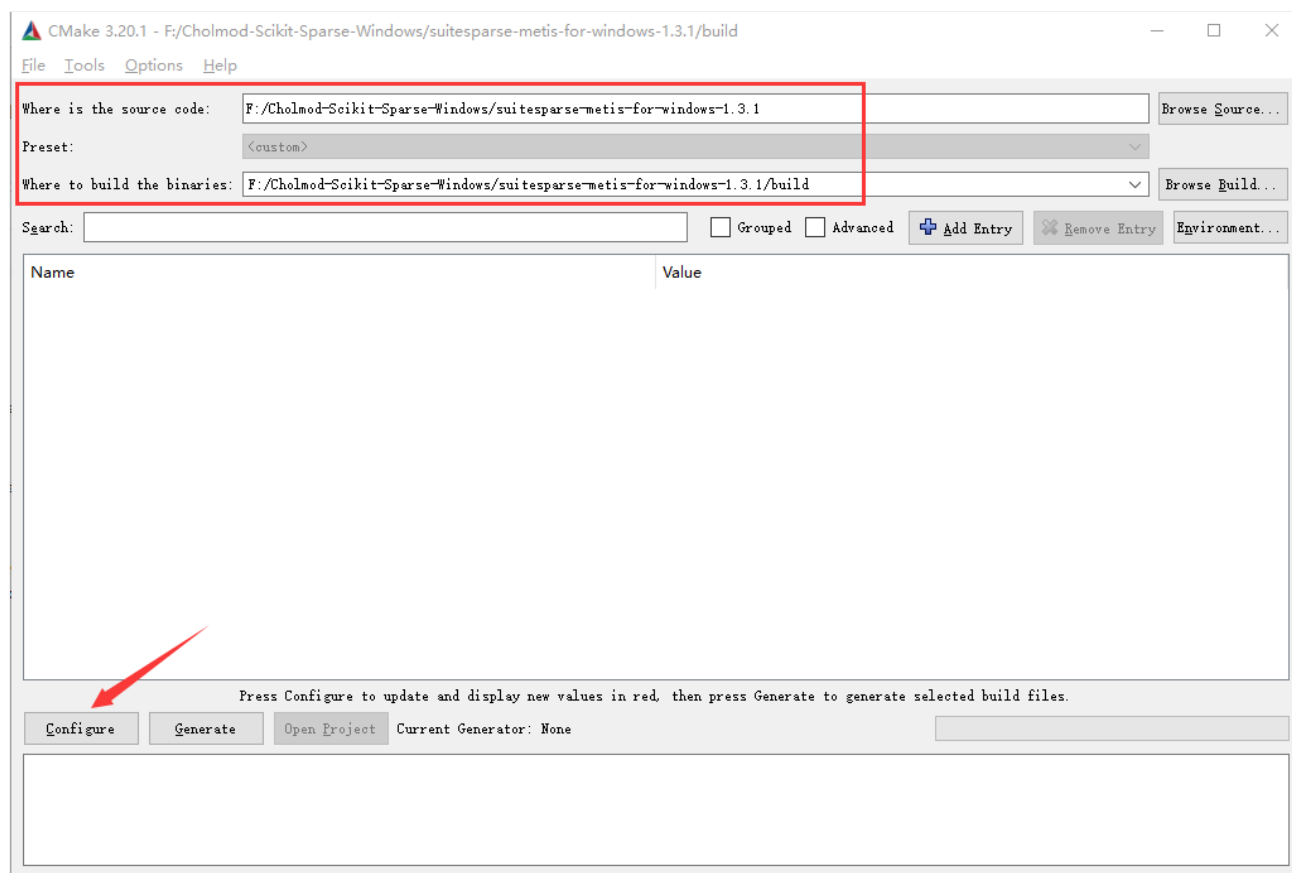 CMake 3.20.1 - F:/Cholmod-Scikit-Sparse-Windows/suitesparse-metis-for-windows-1.3.1/build
File Tools Options Help
Where is the source code: F:/Cholmod-Scikit-Sparse-Windows/suitesparse-metis-for-windows-1.3.1 Browse Source...
Preset: <custom>
Where to build the binaries: F:/Cholmod-Scikit-Sparse-Windows/suitesparse-metis-for-windows-1.3.1/build Browse Build...
Search: Grouped Advanced Add Entry Remove Entry Environment...
Name Value
Press Configure to update and display new values in red, then press Generate to generate selected build files.
Configure Generate Open Project Current Generator: None